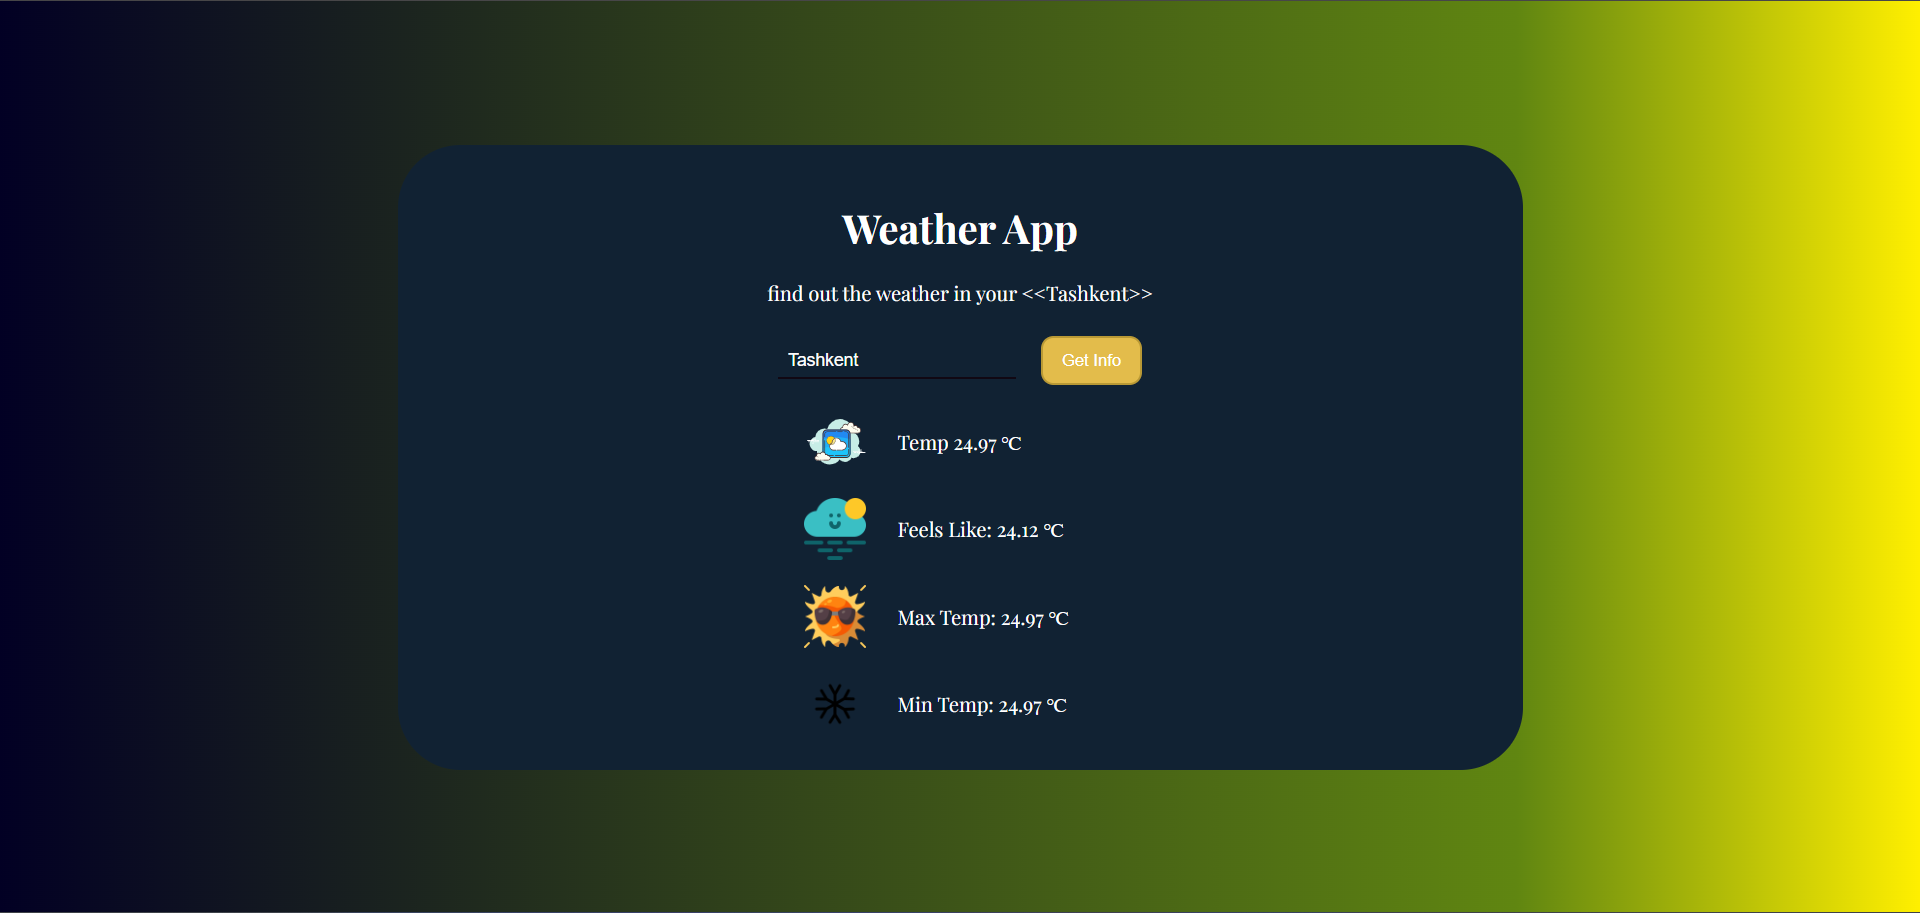 Weather App
find out the weather in your <<Tashkent>>
Tashkent
Get Info
Temp 24.97 °C
Feels Like: 24.12 °C
Max Temp: 24.97 °C
Min Temp: 24.97 °C